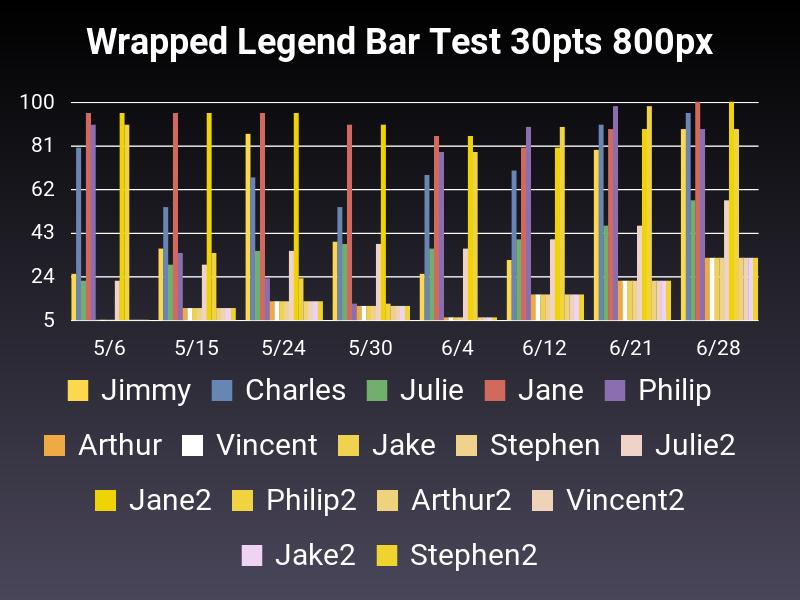 Wrapped Legend Bar Test 30pts 800px
100
81
62
43
24
5
5/6 5/15 5/24 5/30 6/4 6/12 6/21 6/28
Jimmy Charles Julie Jane Philip
Arthur Vincent Jake Stephen Julie2
Jane2 Philip2 Arthur2 Vincent2
Jake2 Stephen2